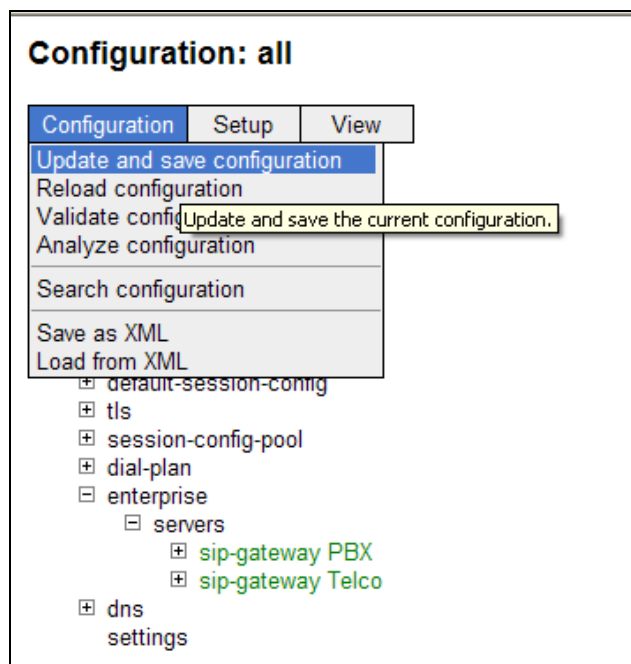 Configuration: all
Configuration Setup View
Update and save configuration
Reload configuration
Validate config
Update and save the current configuration.
Analyze configuration
Search configuration
Save as XML
Load from XML
default-session-config
tls
session-config-pool
dial-plan
enterprise
servers
sip-gateway PBX
sip-gateway Telco
dns
settings